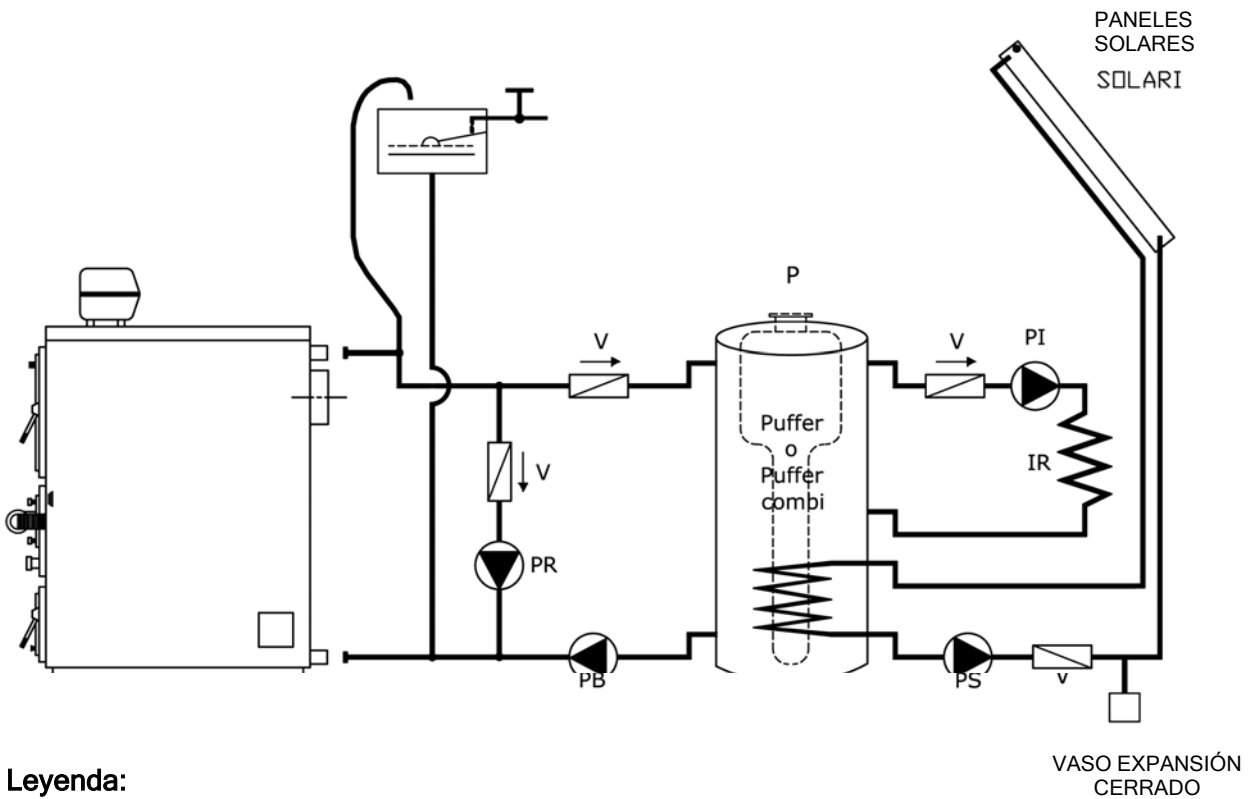 PANELES
SOLARES
SOLARI
P
V
V
PI
Puffer
o
Puffer
combi
IR
V
PR
PB
PS
V
VASO EXPANSIÓN
CERRADO
Leyenda: